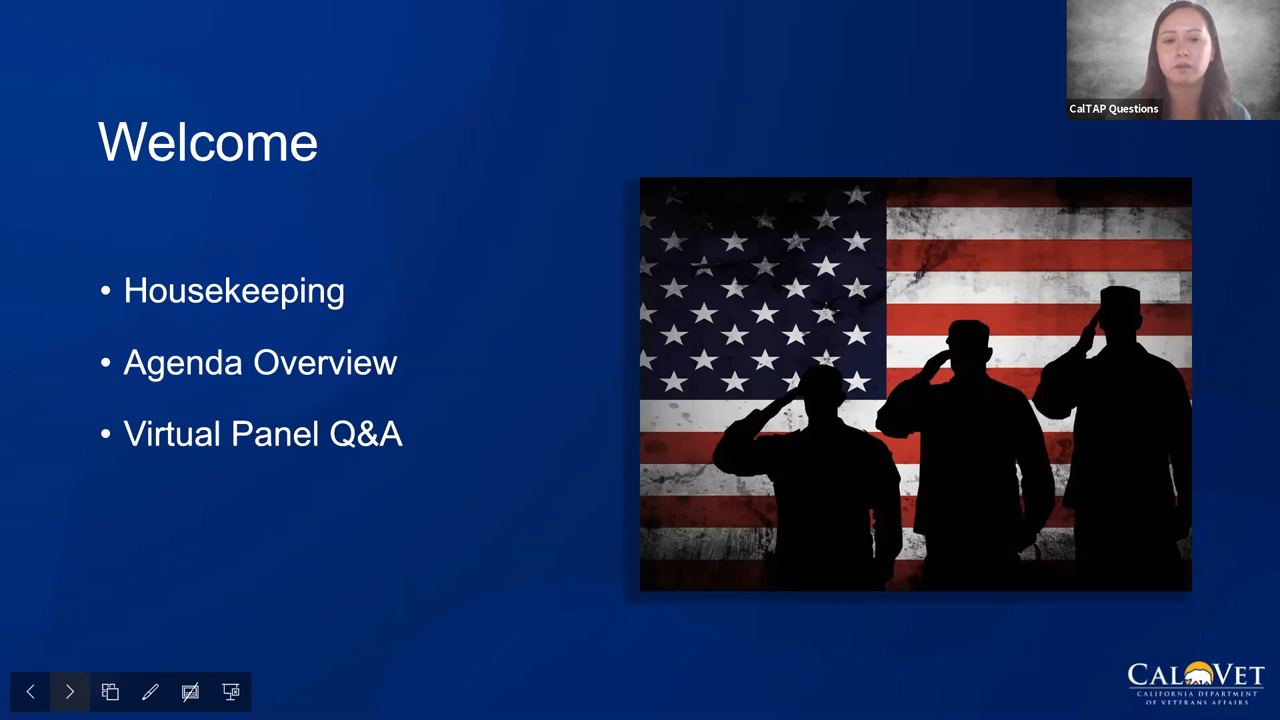 CalTAP Questions
Welcome
• Housekeeping
• Agenda Overview
• Virtual Panel Q&A
CALVET
CALIFORNIA DEPARTMENT
OF VETERANS AFFAIRS